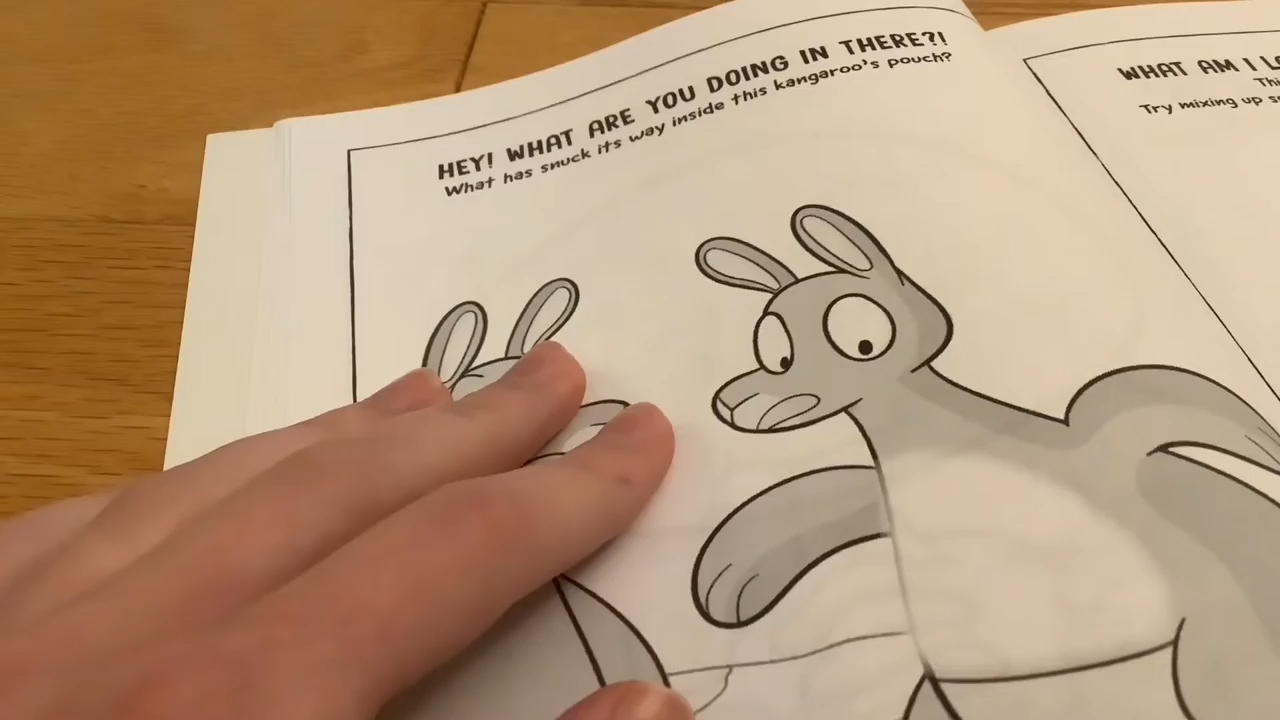 HEY! WHAT ARE YOU DOING IN THERE?!
What has snuck its way inside this kangaroo's pouch?
WHAT AM I
Try mixing up